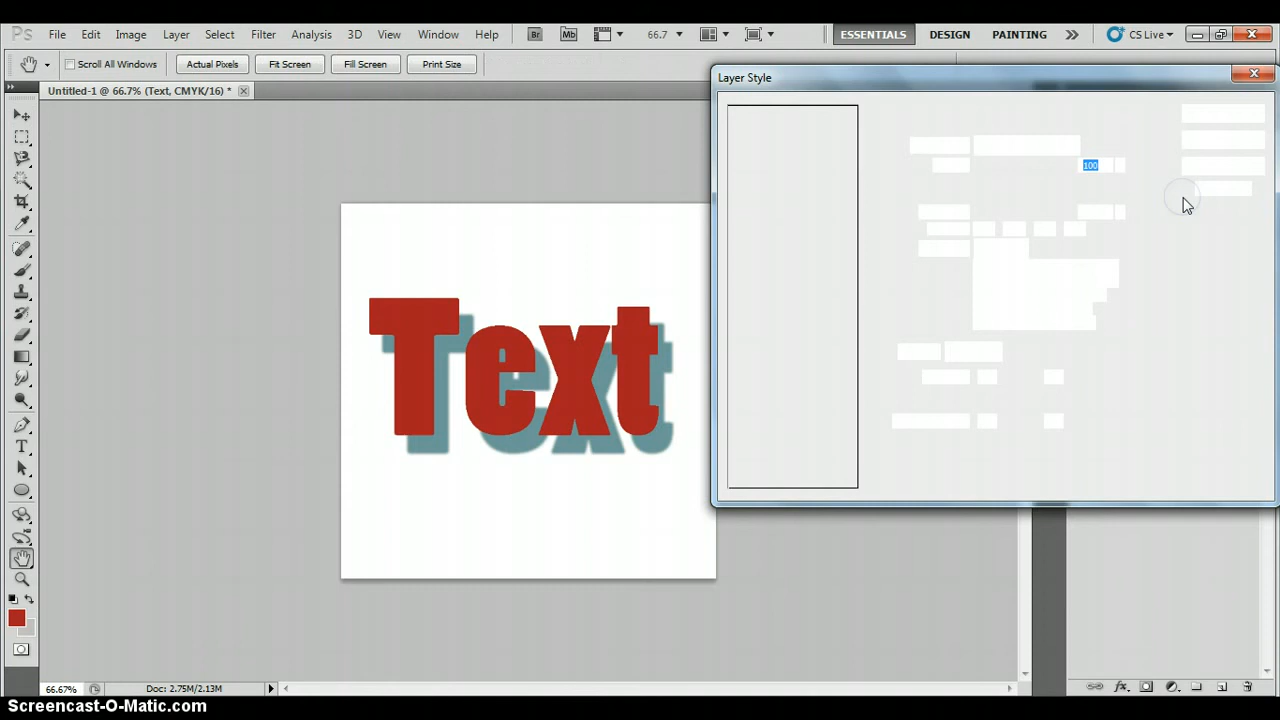 Ps File Edit Image Layer Select Filter Analysis 3D View Window Help Br Mb 66.7 ESSENTIALS DESIGN PAINTING CS Live
Scroll All Windows Actual Pixels Fit Screen Fill Screen Print Size
Layer Style
Untitled-1 @ 66.7% (Text, CMYK/16) *
100
Text
T
66.67% Doc: 2.75M/2.13M fx
Screencast-O-Matic.com